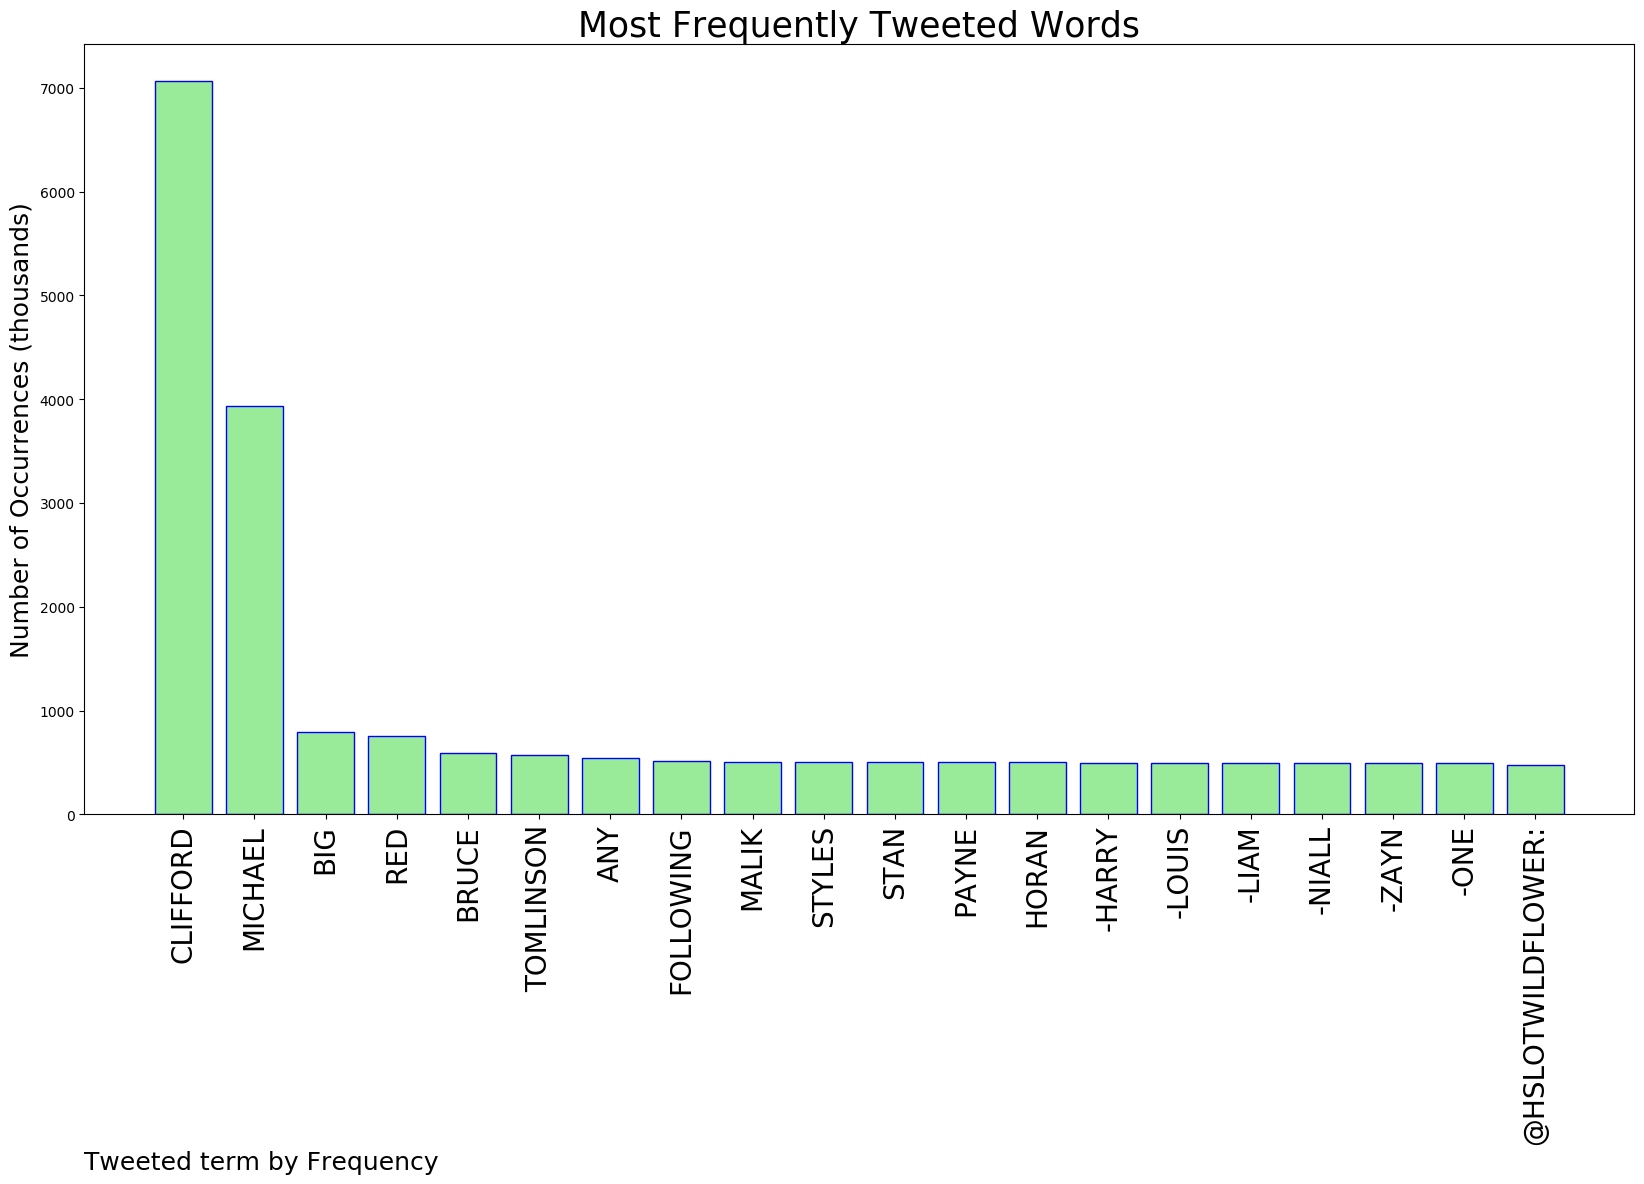 Most Frequently Tweeted Words
Number of Occurrences (thousands)
7000
6000
5000
4000
3000
2000
1000
0
CLIFFORD
MICHAEL
BIG
RED
BRUCE
TOMLINSON
ANY
FOLLOWING
MALIK
STYLES
STAN
PAYNE
HORAN
-HARRY
-LOUIS
-LIAM
-NIALL
-ZAYN
-ONE
@HSLOTWILDFLOWER:
Tweeted term by Frequency